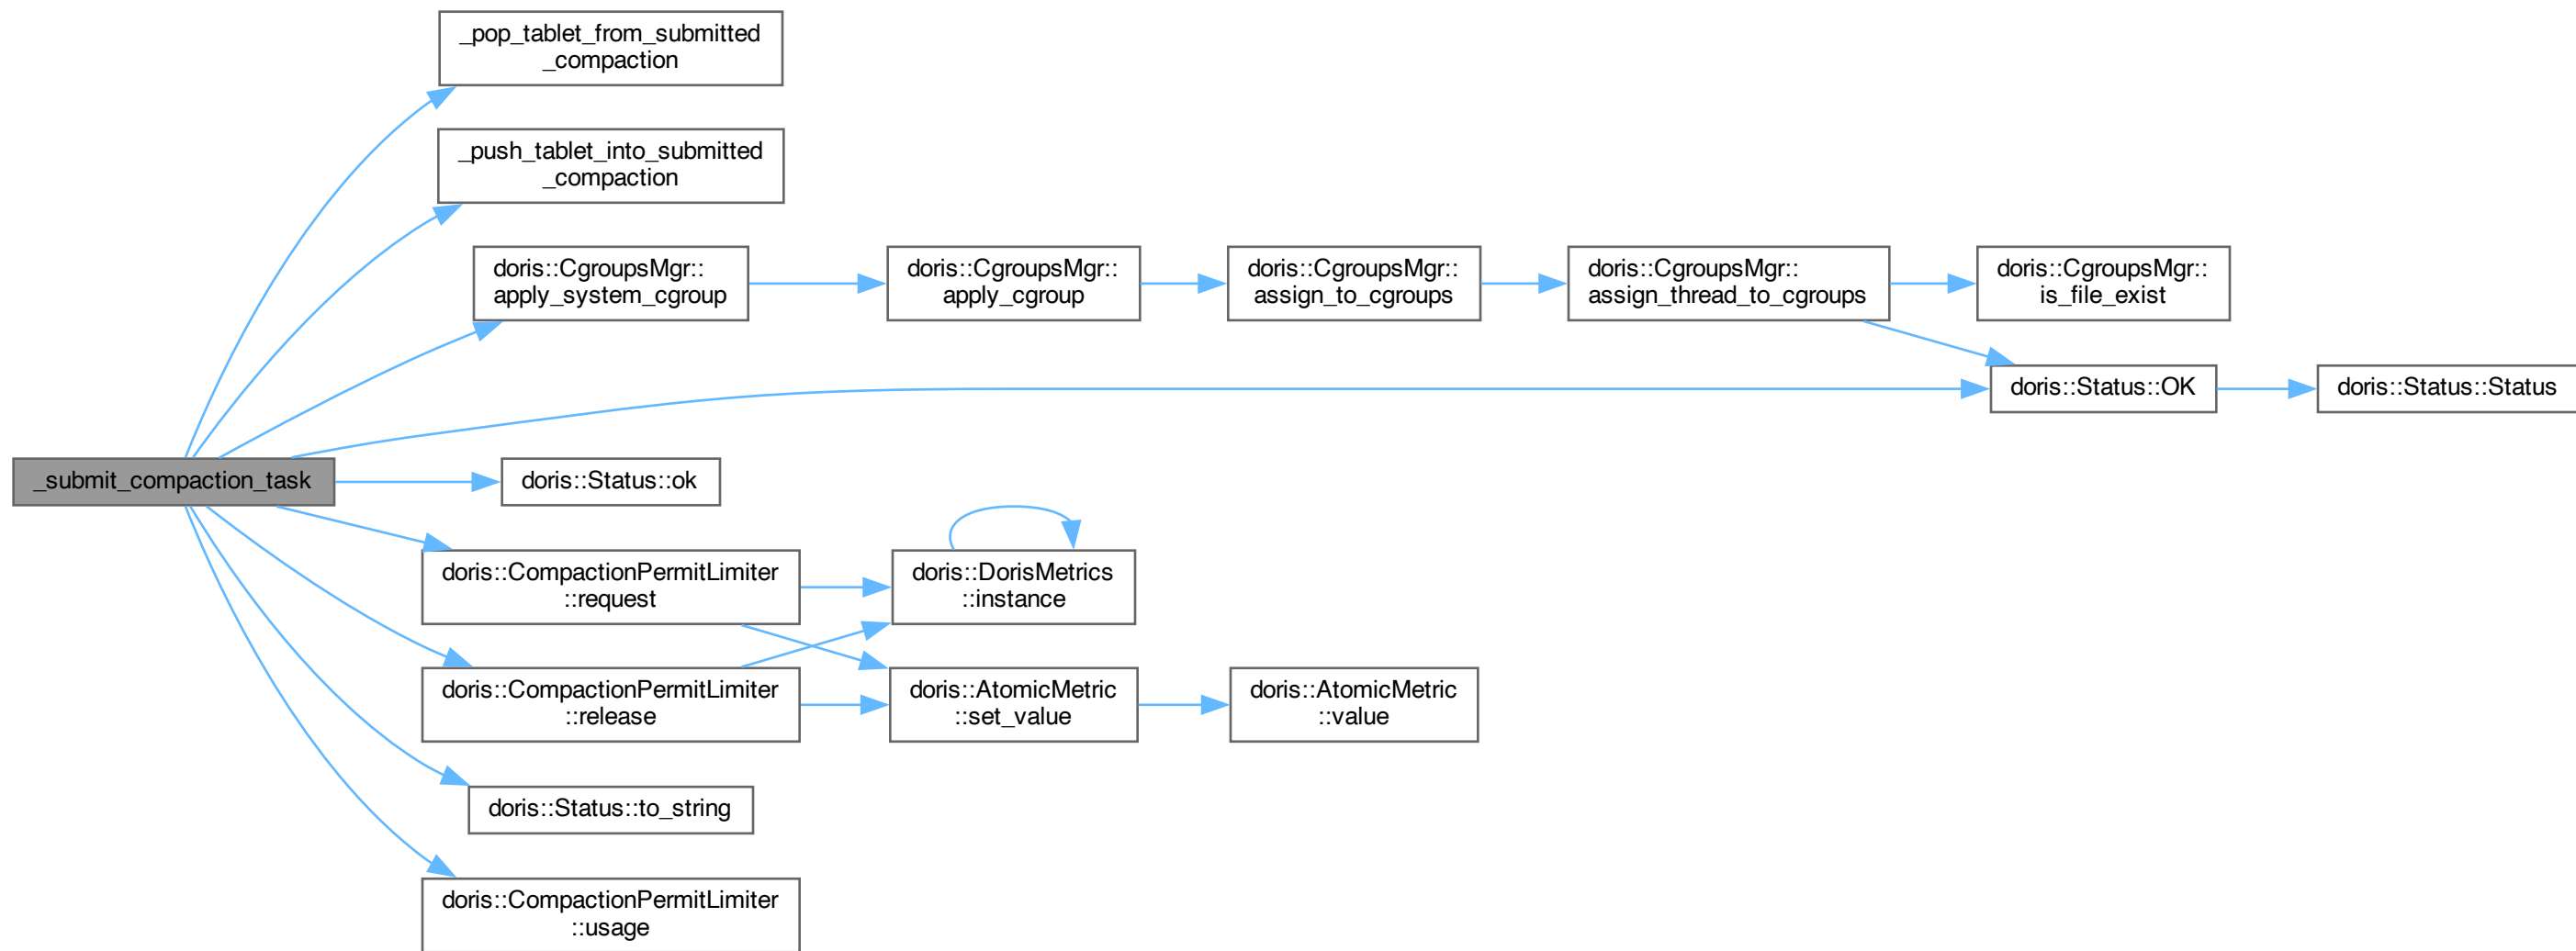 _pop_tablet_from_submitted
_compaction
_push_tablet_into_submitted
_compaction
doris::CgroupsMgr::
apply_system_cgroup
doris::CgroupsMgr::
apply_cgroup
doris::CgroupsMgr::
assign_to_cgroups
doris::CgroupsMgr::
assign_thread_to_cgroups
doris::CgroupsMgr::
is_file_exist
doris::Status::OK
doris::Status::Status
_submit_compaction_task
doris::Status::ok
doris::CompactionPermitLimiter
::request
doris::DorisMetrics
::instance
doris::CompactionPermitLimiter
::release
doris::AtomicMetric
::set_value
doris::AtomicMetric
::value
doris::Status::to_string
doris::CompactionPermitLimiter
::usage